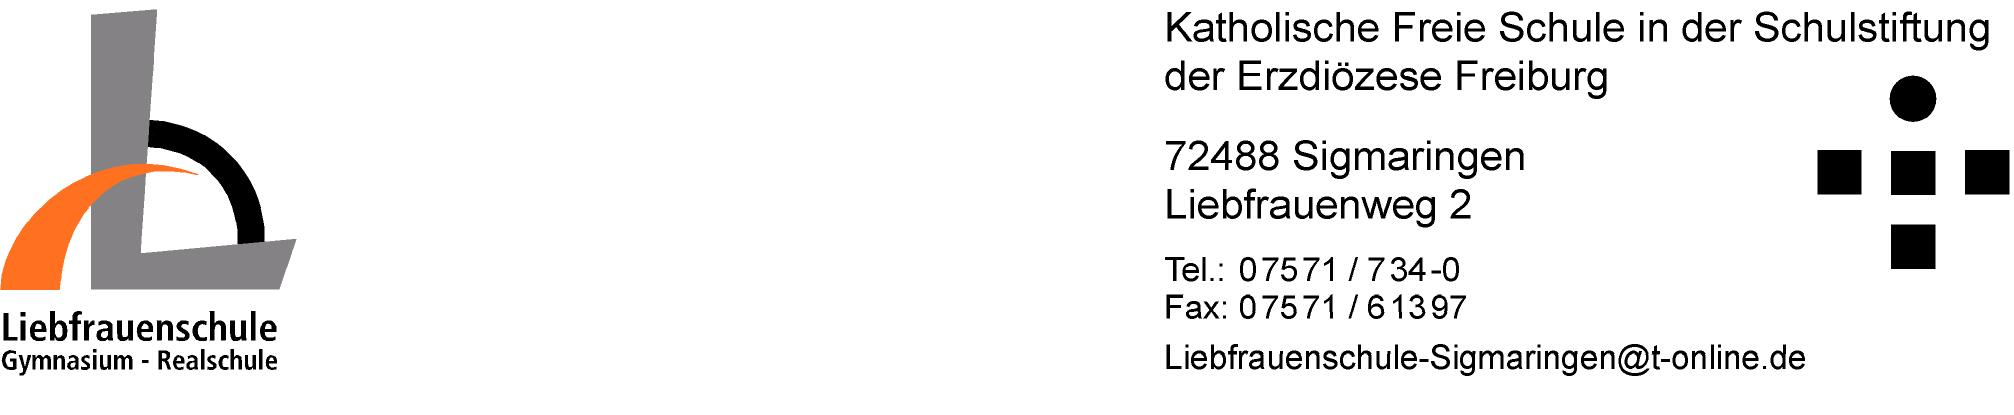 Liebfrauenschule
Gymnasium - Realschule
Katholische Freie Schule in der Schulstiftung
der Erzdiözese Freiburg
72488 Sigmaringen
Liebfrauenweg 2
Tel.: 07571 / 734-0
Fax: 07571 / 61397
Liebfrauenschule-Sigmaringen@t-online.de